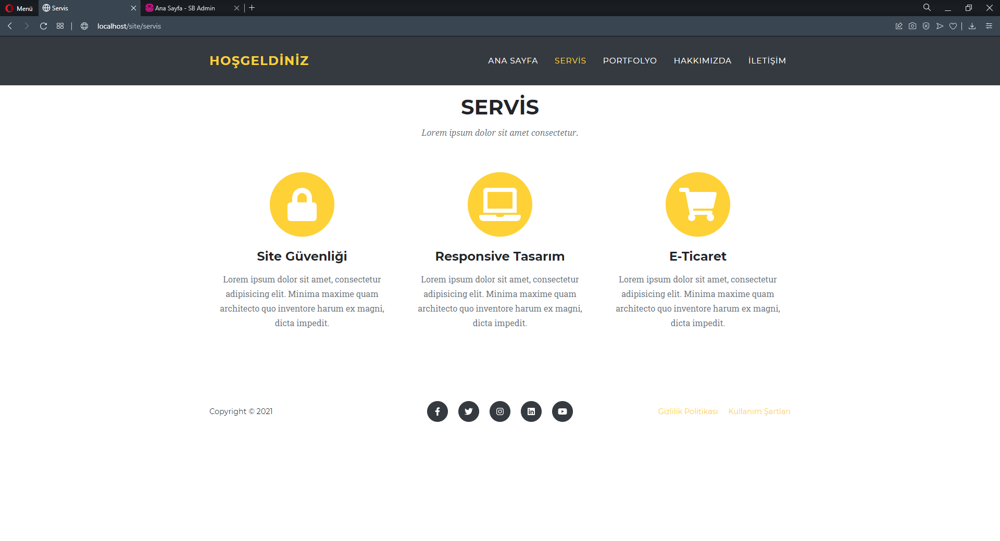 Menü
Servis
Ana Sayfa - SB Admin
localhost/site/servis
HOŞGELDİNİZ
ANA SAYFA
SERVİS
PORTFOLYO
HAKKIMIZDA
İLETİŞİM
SERVİS
Lorem ipsum dolor sit amet consectetur.
Site Güvenliği
Lorem ipsum dolor sit amet, consectetur
adipisicing elit. Minima maxime quam
architecto quo inventore harum ex magni,
dicta impedit.
Responsive Tasarım
Lorem ipsum dolor sit amet, consectetur
adipisicing elit. Minima maxime quam
architecto quo inventore harum ex magni,
dicta impedit.
E-Ticaret
Lorem ipsum dolor sit amet, consectetur
adipisicing elit. Minima maxime quam
architecto quo inventore harum ex magni,
dicta impedit.
Copyright © 2021
Gizlilik Politikası
Kullanım Şartları